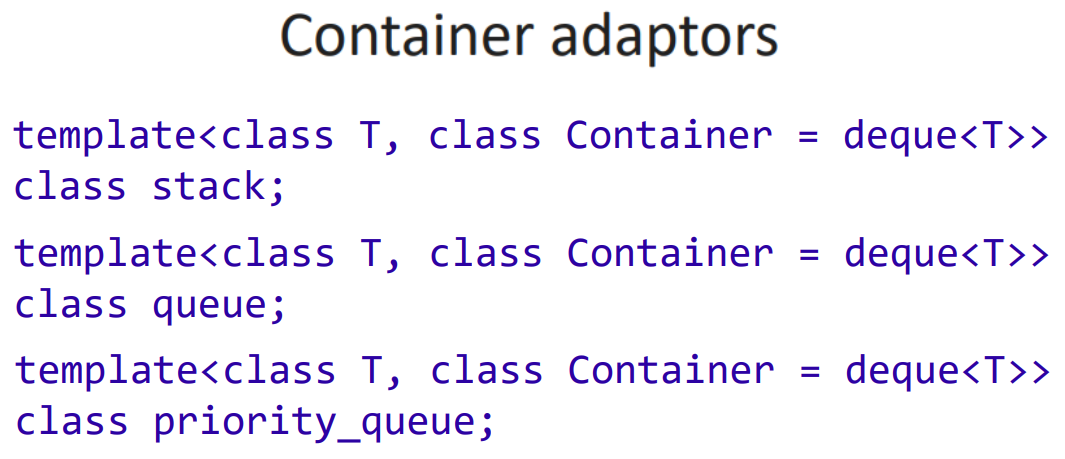 Container adaptors
template<class T, class Container = deque<T>>
class stack;
template<class T, class Container = deque<T>>
class queue;
template<class T, class Container = deque<T>>
class priority_queue;